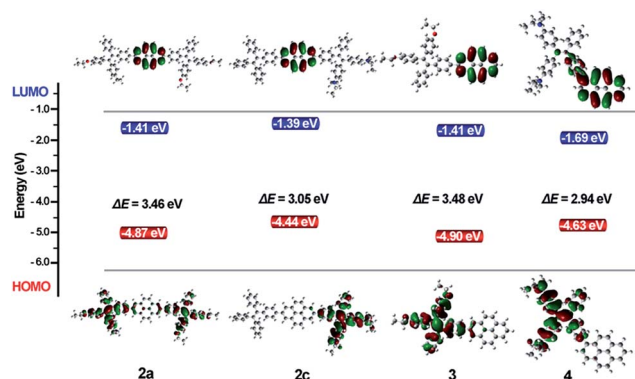 LUMO
Energy (eV)
- 1.0
- 2.0
- 3.0
- 4.0
- 5.0
- 6.0
HOMO
-1.41 eV
-1.39 eV
-1.41 eV
-1.69 eV
ΔE = 3.46 eV
ΔE = 3.05 eV
ΔE = 3.48 eV
ΔE = 2.94 eV
-4.87 eV
-4.44 eV
-4.90 eV
-4.63 eV
2a
2c
3
4